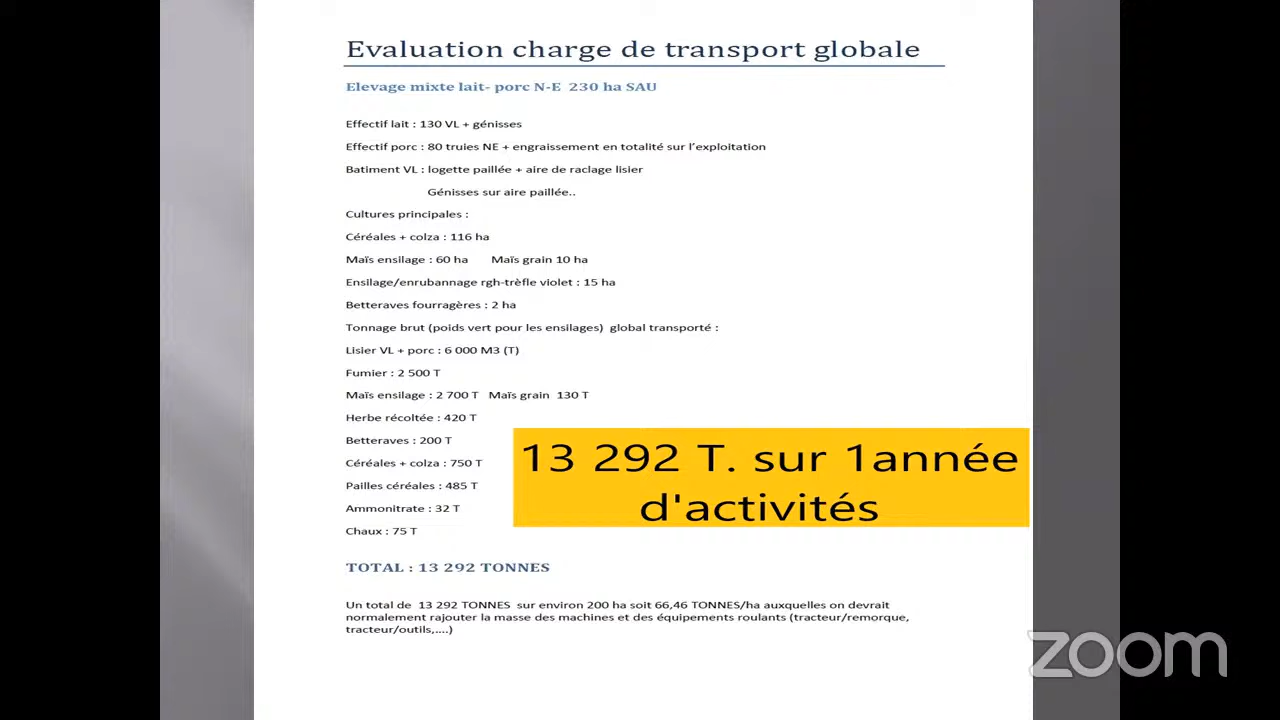 Evaluation charge de transport globale
Elevage mixte lait- porc N-E 230 ha SAU
Effectif lait : 130 VL + génisses
Effectif porc : 80 truies NE + engraissement en totalité sur l'exploitation
Batiment VL : logette paillée + aire de raclage lisier
Génisses sur aire paillée..
Cultures principales :
Céréales + colza : 116 ha
Maïs ensilage : 60 ha Maïs grain 10 ha
Ensilage/enrubannage rgh-trèfle violet : 15 ha
Betteraves fourragères : 2 ha
Tonnage brut (poids vert pour les ensilages) global transporté :
Lisier VL + porc : 6 000 M3 (T)
Fumier : 2 500 T
Maïs ensilage : 2 700 T Maïs grain 130 T
Herbe récoltée : 420 T
Betteraves : 200 T
Céréales + colza : 750 T
Pailles céréales : 485 T
Ammonitrate : 32 T
Chaux : 75 T
13 292 T. sur 1année
d'activités
TOTAL : 13 292 TONNES
Un total de 13 292 TONNES sur environ 200 ha soit 66,46 TONNES/ha auxquelles on devrait
normalement rajouter la masse des machines et des équipements roulants (tracteur/remorque,
tracteur/outils,....)
zoom